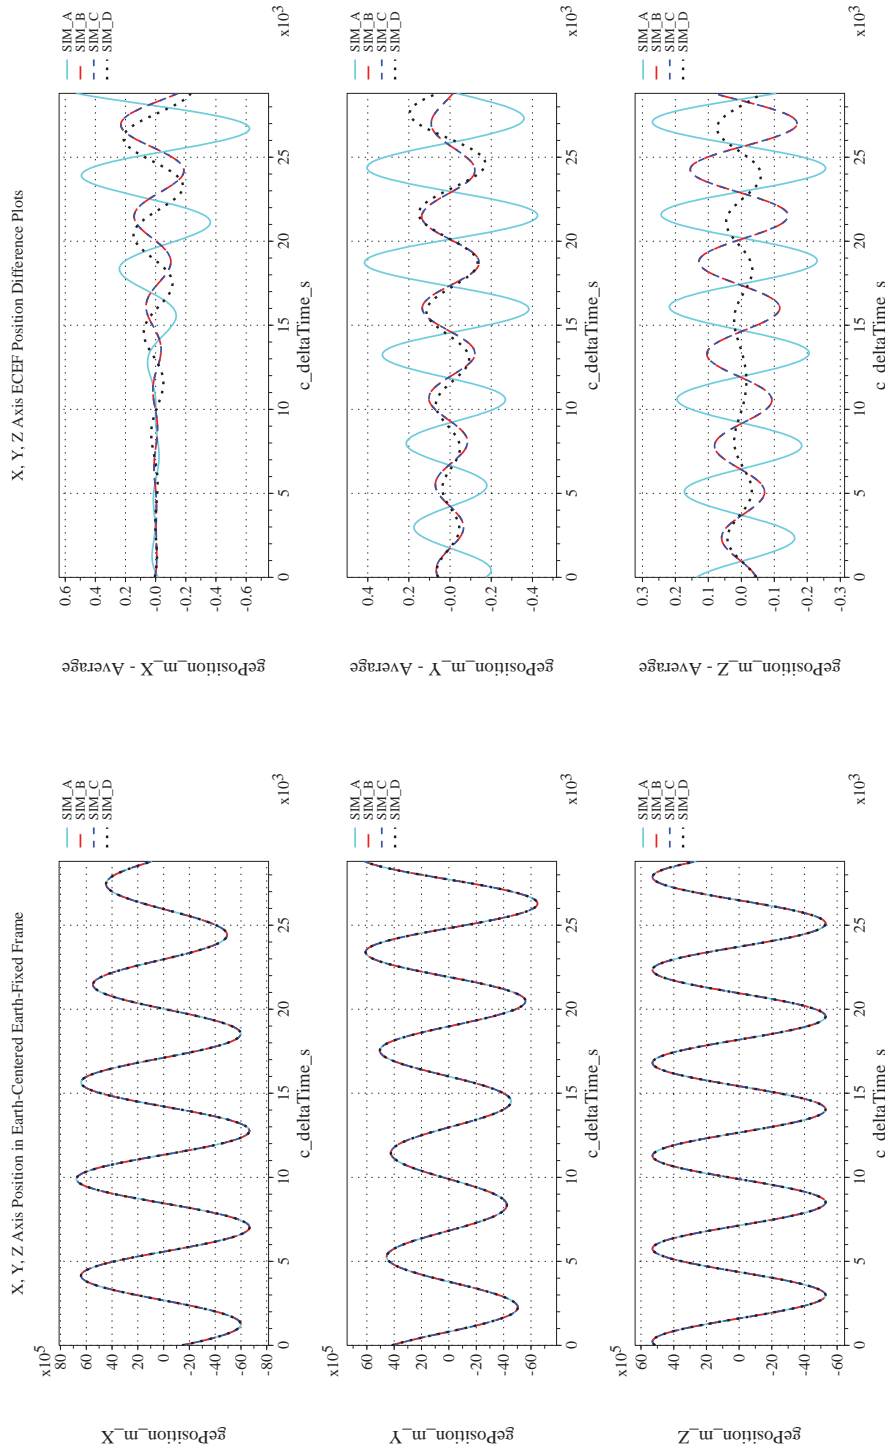 X, Y, Z Axis Position in Earth-Centered Earth-Fixed Frame
gePosition_m_X
x10^5
80
60
40
20
0
-20
-40
-60
-80
0
5
10
15
20
25
x10^3
c_deltaTime_s
SIM_A
SIM_B
SIM_C
SIM_D
gePosition_m_Y
x10^5
60
40
20
0
-20
-40
-60
0
5
10
15
20
25
x10^3
c_deltaTime_s
SIM_A
SIM_B
SIM_C
SIM_D
gePosition_m_Z
x10^5
60
40
20
0
-20
-40
-60
0
5
10
15
20
25
x10^3
c_deltaTime_s
SIM_A
SIM_B
SIM_C
SIM_D
X, Y, Z Axis ECEF Position Difference Plots
gePosition_m_X - Average
0.6
0.4
0.2
0.0
-0.2
-0.4
-0.6
0
5
10
15
20
25
x10^3
c_deltaTime_s
SIM_A
SIM_B
SIM_C
SIM_D
gePosition_m_Y - Average
0.4
0.2
-0.0
-0.2
-0.4
0
5
10
15
20
25
x10^3
c_deltaTime_s
SIM_A
SIM_B
SIM_C
SIM_D
gePosition_m_Z - Average
0.3
0.2
0.1
0.0
-0.1
-0.2
-0.3
0
5
10
15
20
25
x10^3
c_deltaTime_s
SIM_A
SIM_B
SIM_C
SIM_D